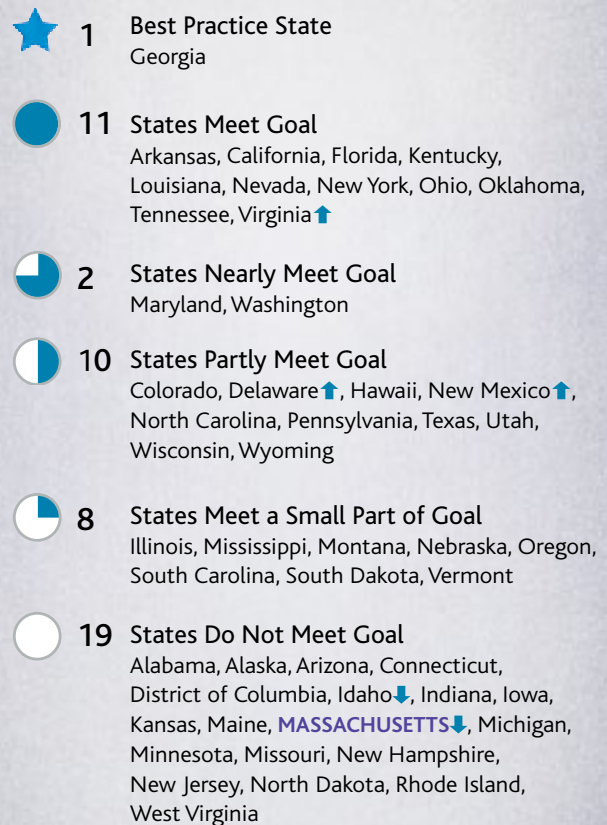 1 Best Practice State
Georgia
11 States Meet Goal
Arkansas, California, Florida, Kentucky,
Louisiana, Nevada, New York, Ohio, Oklahoma,
Tennessee, Virginia⬆
2 States Nearly Meet Goal
Maryland, Washington
10 States Partly Meet Goal
Colorado, Delaware⬆, Hawaii, New Mexico⬆,
North Carolina, Pennsylvania, Texas, Utah,
Wisconsin, Wyoming
8 States Meet a Small Part of Goal
Illinois, Mississippi, Montana, Nebraska, Oregon,
South Carolina, South Dakota, Vermont
19 States Do Not Meet Goal
Alabama, Alaska, Arizona, Connecticut,
District of Columbia, Idaho⬇, Indiana, Iowa,
Kansas, Maine, MASSACHUSETTS⬇, Michigan,
Minnesota, Missouri, New Hampshire,
New Jersey, North Dakota, Rhode Island,
West Virginia